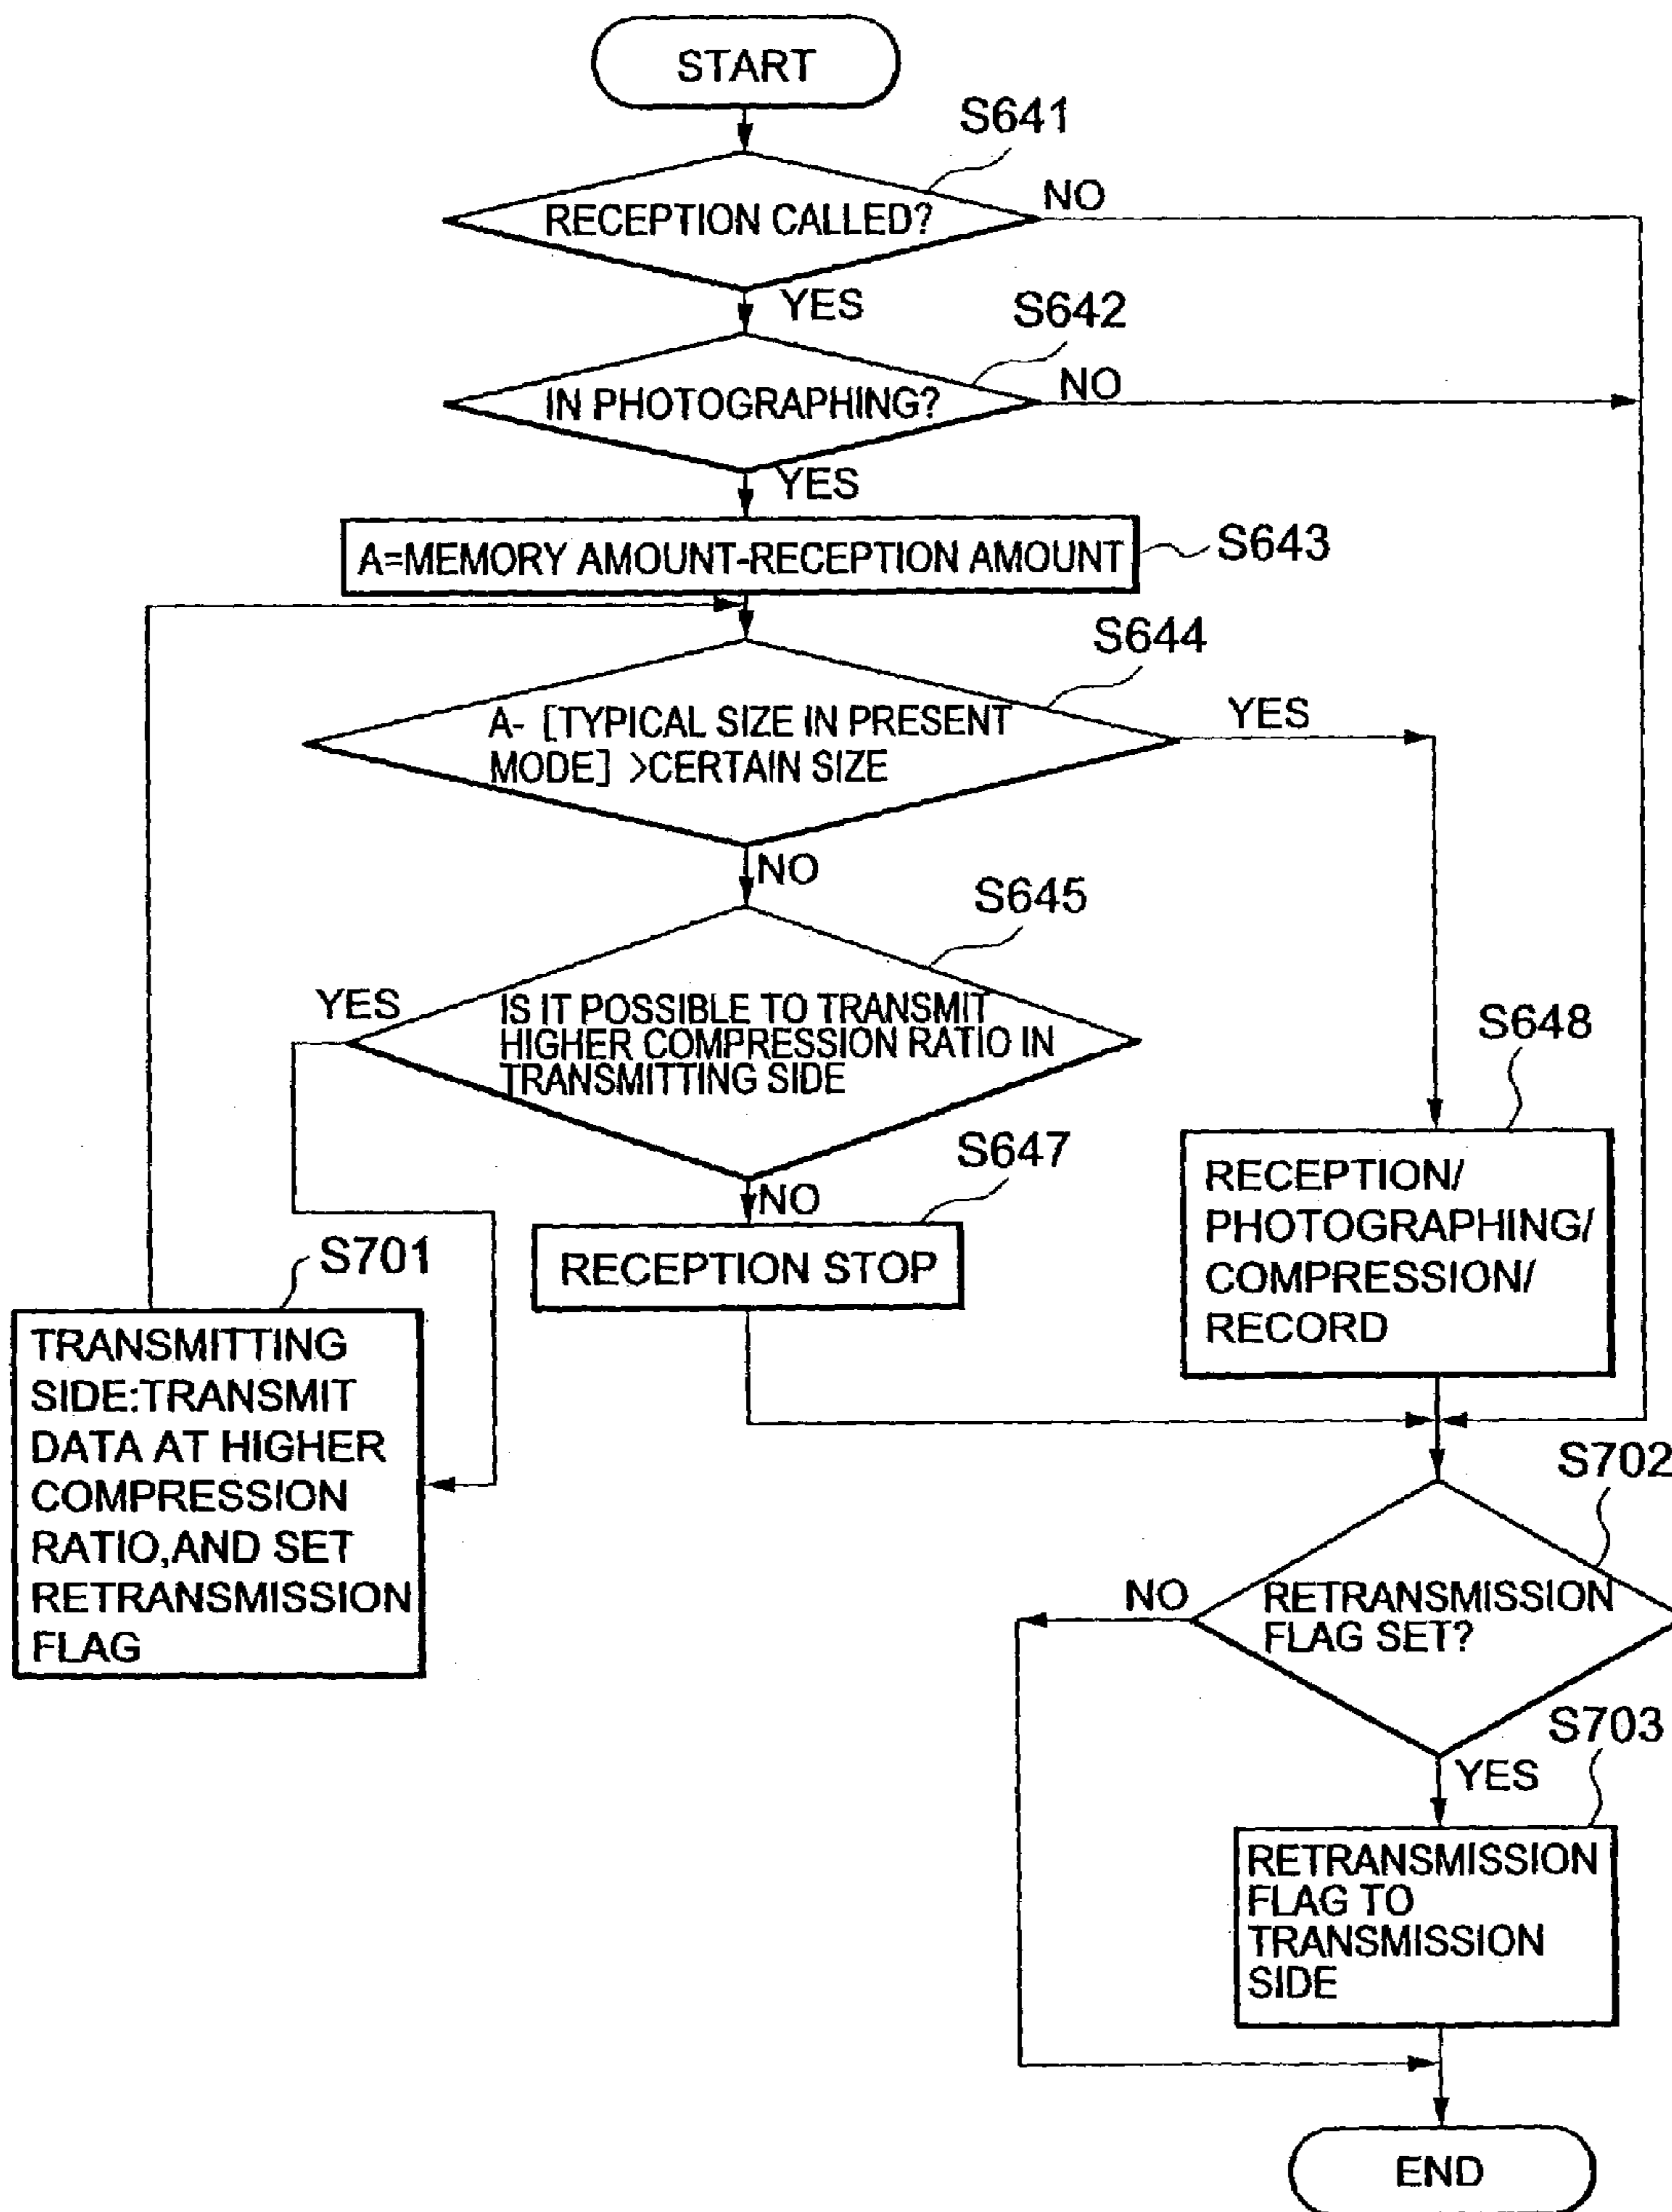 START
S641
RECEPTION CALLED?
NO
YES
S642
IN PHOTOGRAPHING?
NO
YES
A=MEMORY AMOUNT-RECEPTION AMOUNT
S643
S644
A- [TYPICAL SIZE IN PRESENT
MODE] >CERTAIN SIZE
YES
NO
S645
YES
IS IT POSSIBLE TO TRANSMIT
HIGHER COMPRESSION RATIO IN
TRANSMITTING SIDE
S648
S647
NO
RECEPTION STOP
RECEPTION/
PHOTOGRAPHING/
COMPRESSION/
RECORD
S701
TRANSMITTING
SIDE:TRANSMIT
DATA AT HIGHER
COMPRESSION
RATIO,AND SET
RETRANSMISSION
FLAG
S702
NO
RETRANSMISSION
FLAG SET?
S703
YES
RETRANSMISSION
FLAG TO
TRANSMISSION
SIDE
END